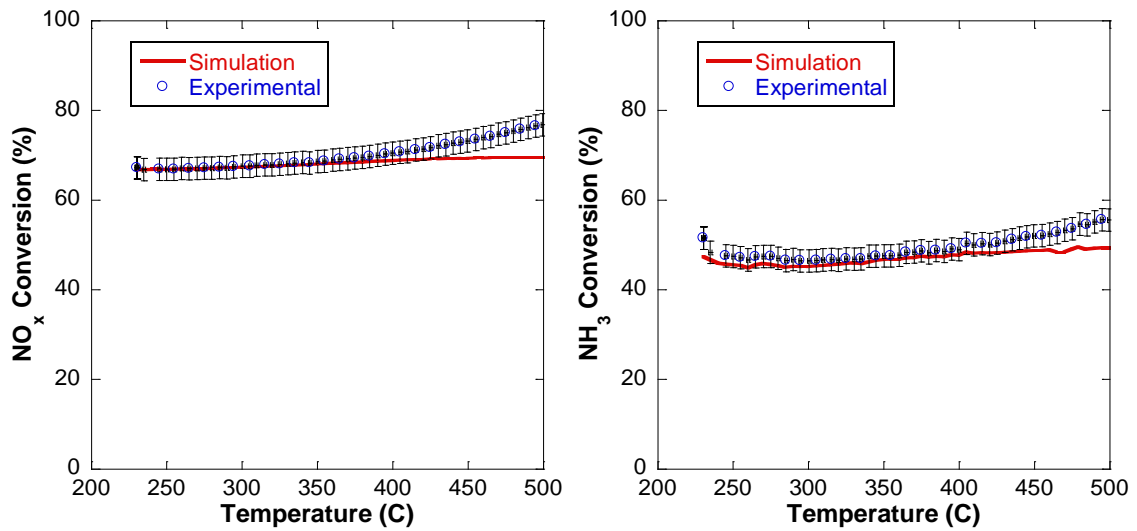 100
80
60
40
20
0
NOx Conversion (%)
Simulation
Experimental
200 250 300 350 400 450 500
Temperature (C)
100
80
60
40
20
0
NH3 Conversion (%)
Simulation
Experimental
200 250 300 350 400 450 500
Temperature (C)